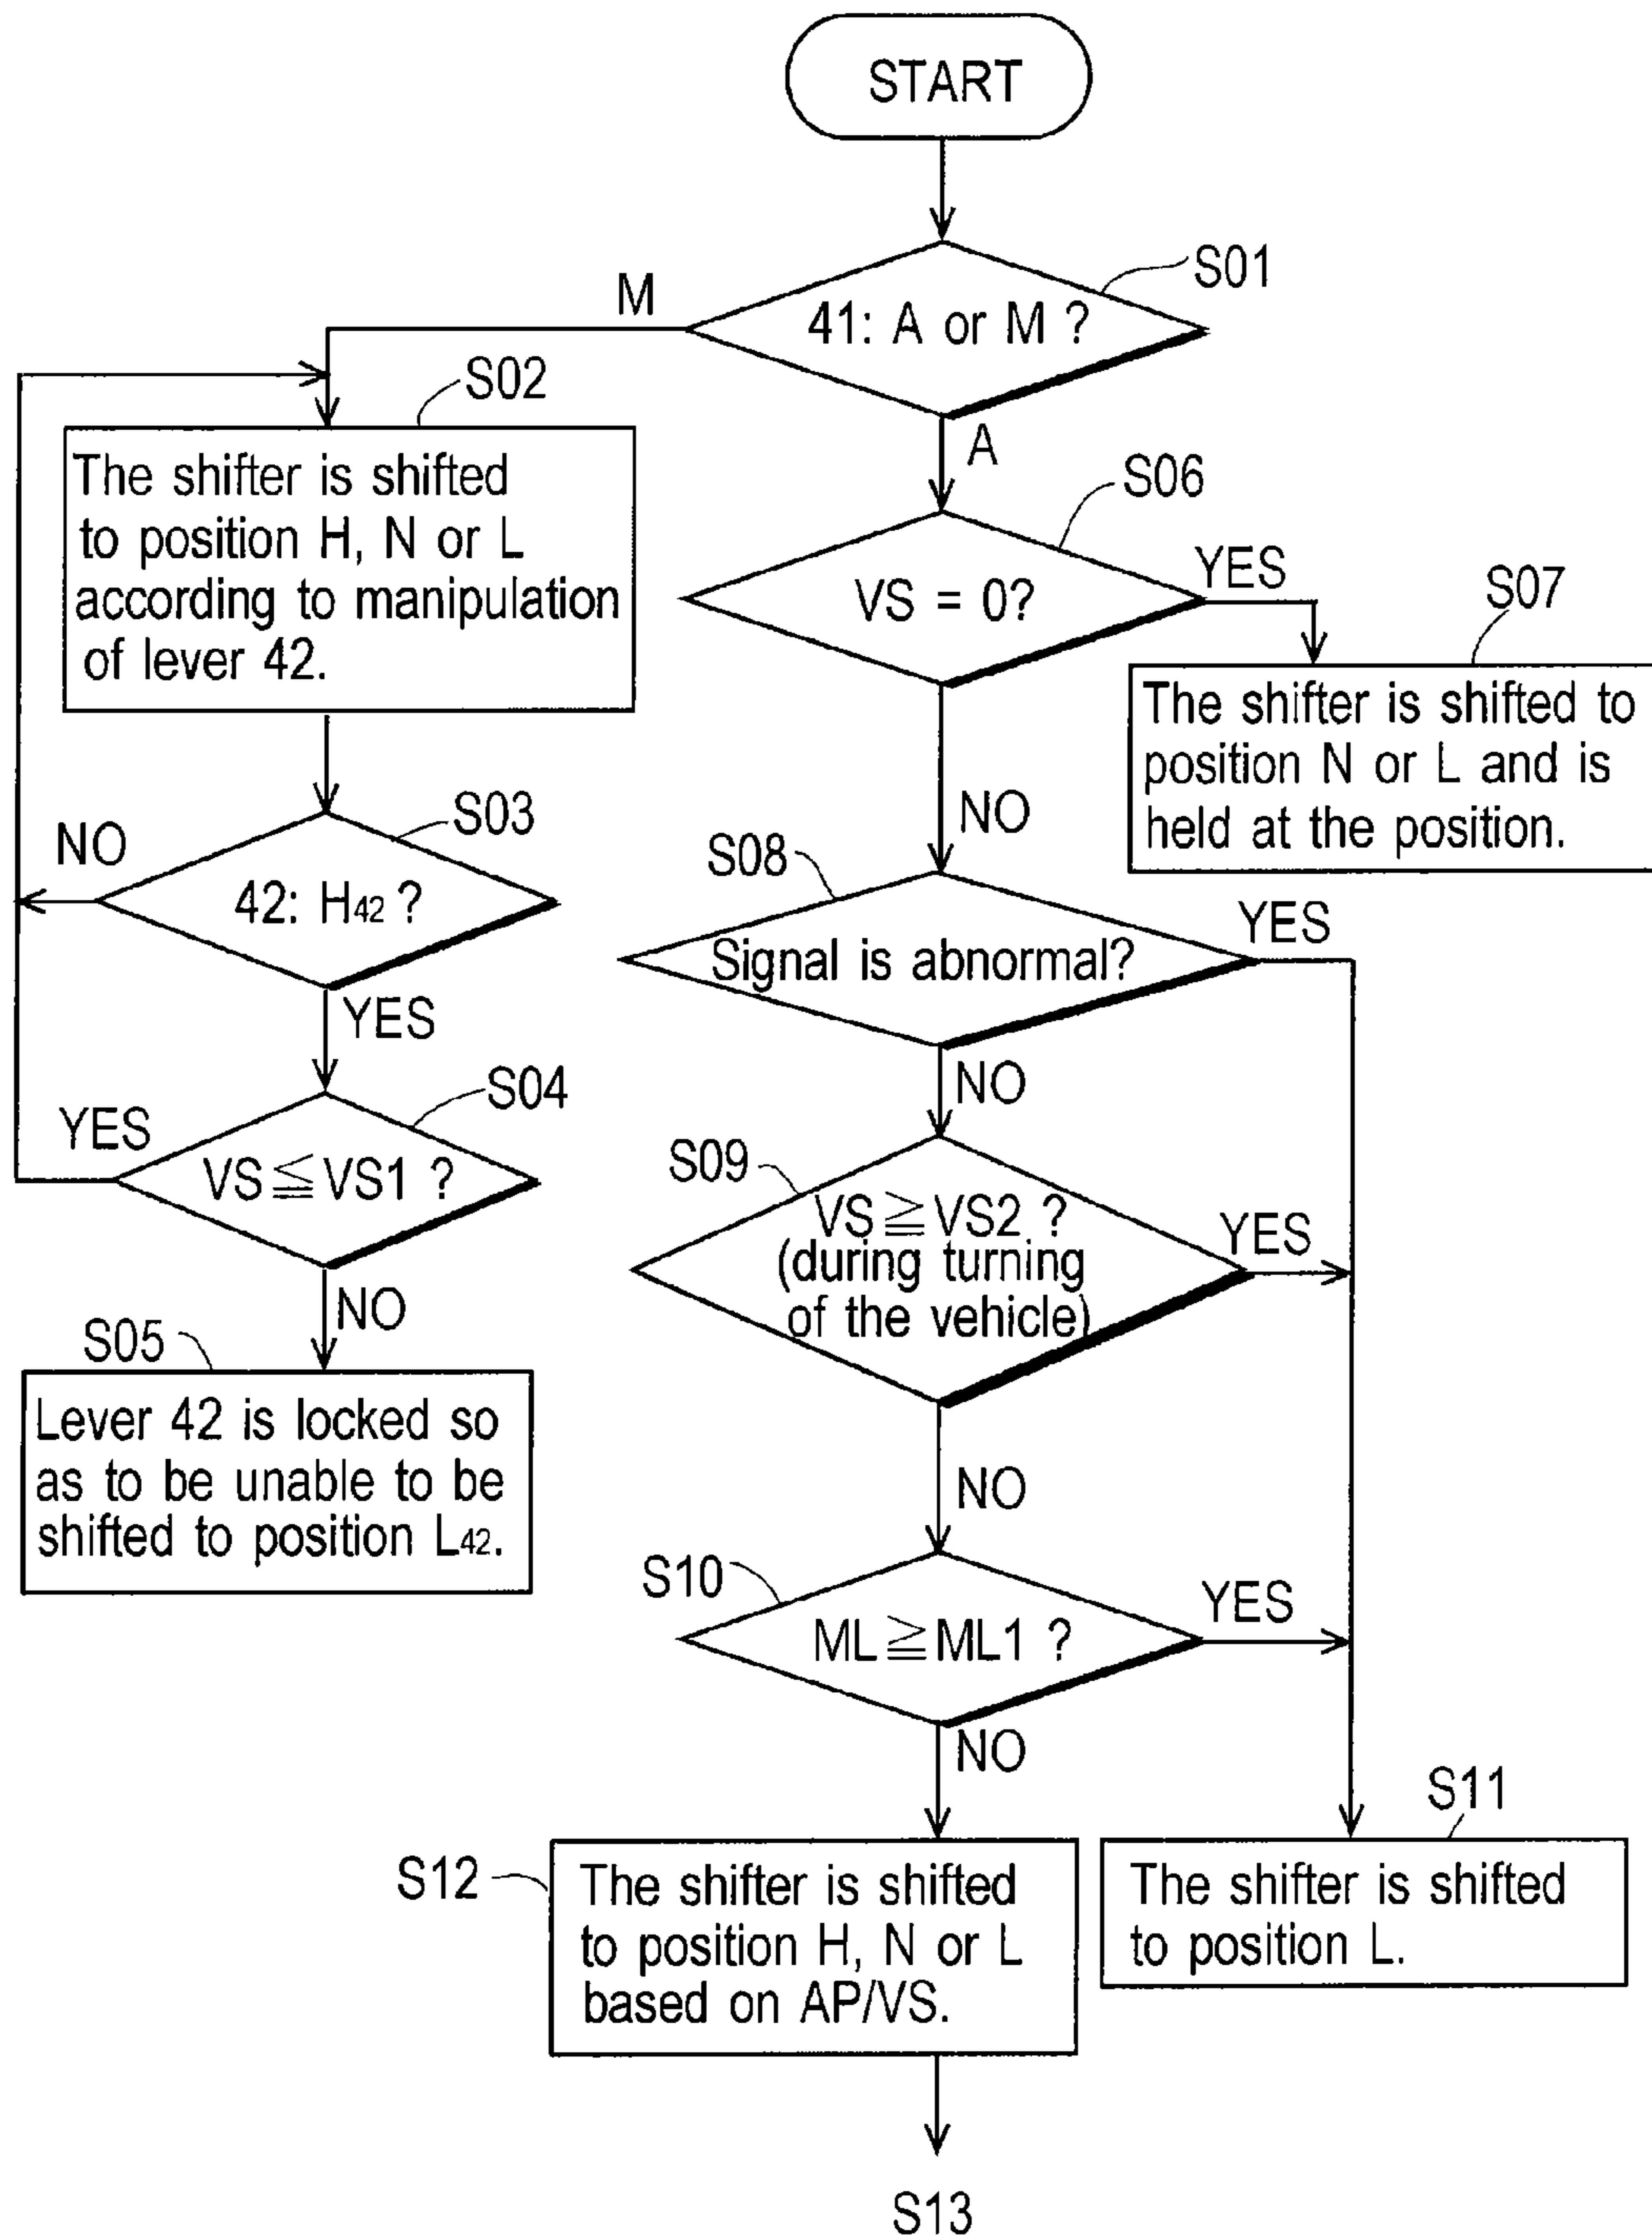 START
S01
41: A or M ?
M
A
S02
The shifter is shifted
to position H, N or L
according to manipulation
of lever 42.
S06
VS = 0?
YES
NO
S07
The shifter is shifted to
position N or L and is
held at the position.
S03
42: H42 ?
NO
YES
S08
Signal is abnormal?
YES
NO
S04
VS ≦ VS1 ?
YES
NO
S09
VS ≧ VS2 ?
(during turning
of the vehicle)
YES
NO
S05
Lever 42 is locked so
as to be unable to be
shifted to position L42.
S10
ML ≧ ML1 ?
YES
NO
S11
The shifter is shifted
to position L.
S12
The shifter is shifted
to position H, N or L
based on AP/VS.
S13